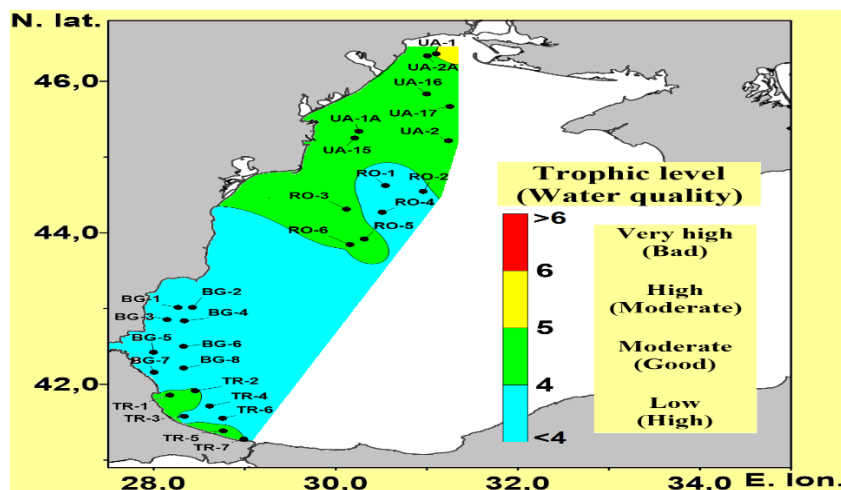 N. lat.
46,0
44,0
42,0
28,0
30,0
32,0
34,0
E. lon.
UA-1
UA-2A
UA-16
UA-17
UA-1A
UA-2
UA-15
RO-1
RO-2
RO-3
RO-4
RO-5
RO-6
BG-1
BG-2
BG-3
BG-4
BG-5
BG-6
BG-7
BG-8
TR-2
TR-1
TR-4
TR-3
TR-6
TR-5
TR-7
Trophic level
(Water quality)
>6
6
5
4
<4
Very high
(Bad)
High
(Moderate)
Moderate
(Good)
Low
(High)